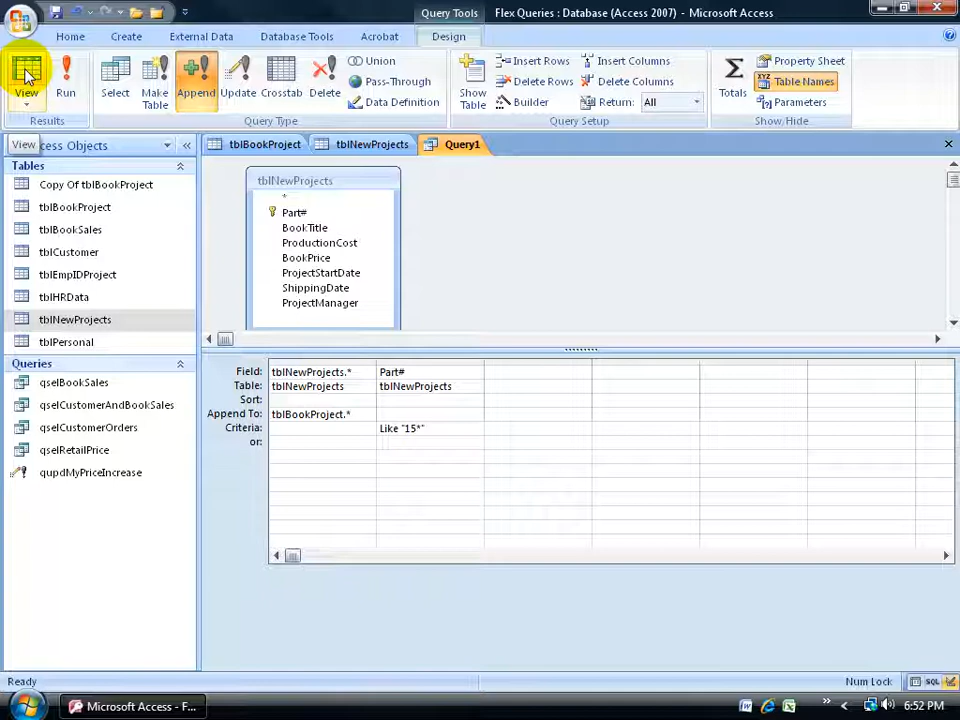 Query Tools
Flex Queries : Database (Access 2007) - Microsoft Access
Home Create External Data Database Tools Acrobat Design
View
Run
Select
Make Table
Append
Update
Crosstab
Delete
Union
Pass-Through
Data Definition
Show Table
Insert Rows
Delete Rows
Builder
Insert Columns
Delete Columns
Return: All
Totals
Property Sheet
Table Names
Parameters
Results Query Type Query Setup Show/Hide
View
cess Objects
tblBookProject tblNewProjects Query1
Tables
Copy Of tblBookProject
tblBookProject
tblBookSales
tblCustomer
tblEmpIDProject
tblHRData
tblNewProjects
tblPersonal
Queries
qselBookSales
qselCustomerAndBookSales
qselCustomerOrders
qselRetailPrice
qupdMyPriceIncrease
tblNewProjects
*
Part#
BookTitle
ProductionCost
BookPrice
ProjectStartDate
ShippingDate
ProjectManager
Field: tblNewProjects.* Part#
Table: tblNewProjects tblNewProjects
Sort:
Append To: tblBookProject.*
Criteria: Like "15*"
or:
Ready Num Lock SQL
Microsoft Access - F...
6:52 PM